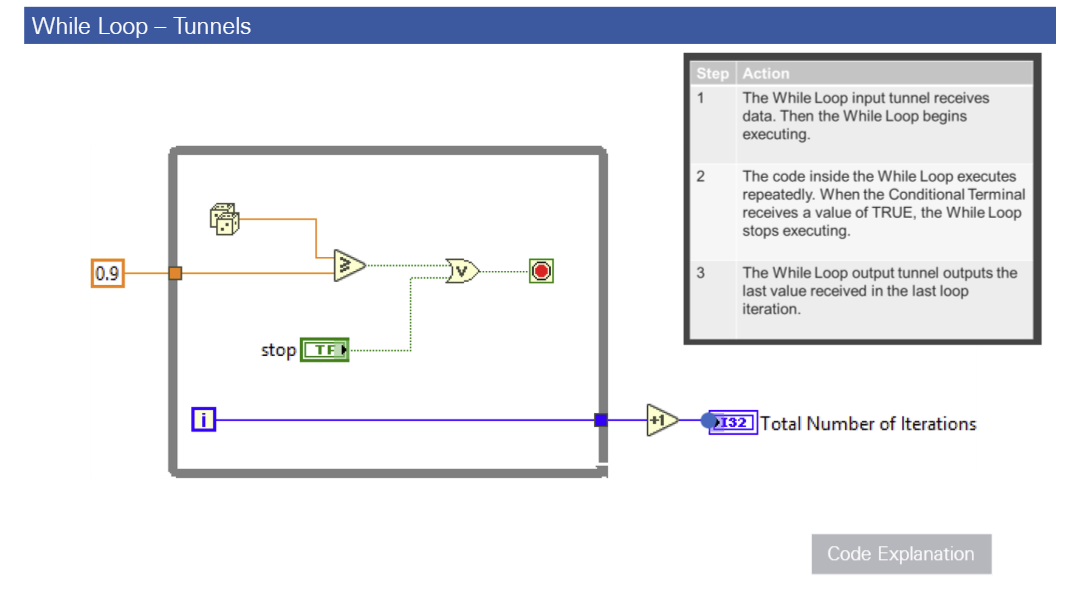 While Loop – Tunnels
Step Action
1 The While Loop input tunnel receives
data. Then the While Loop begins
executing.
2 The code inside the While Loop executes
repeatedly. When the Conditional Terminal
receives a value of TRUE, the While Loop
stops executing.
3 The While Loop output tunnel outputs the
last value received in the last loop
iteration.
0.9
≥
V
stop TF
i
+1
I32 Total Number of Iterations
Code Explanation